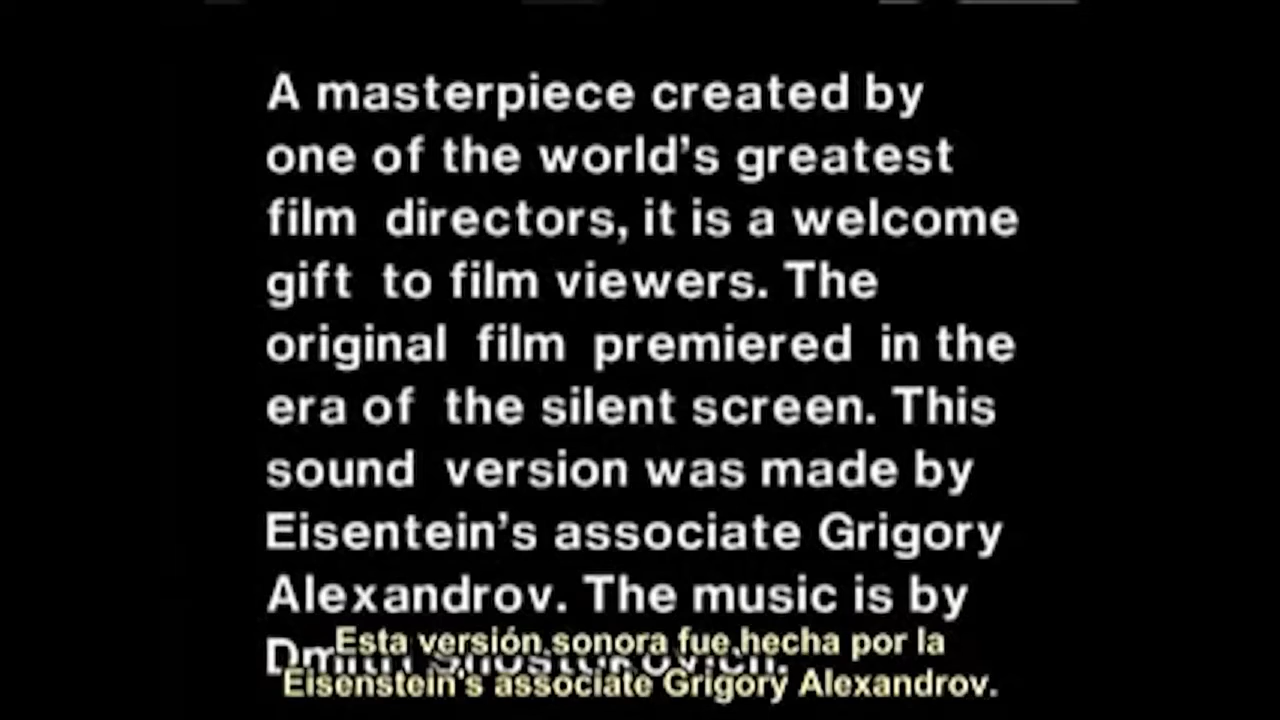 A masterpiece created by
one of the world's greatest
film directors, it is a welcome
gift to film viewers. The
original film premiered in the
era of the silent screen. This
sound version was made by
Eisentein's associate Grigory
Alexandrov. The music is by
Dmitri Shostokovich.
Esta versión sonora fue hecha por la
Eisenstein's associate Grigory Alexandrov.